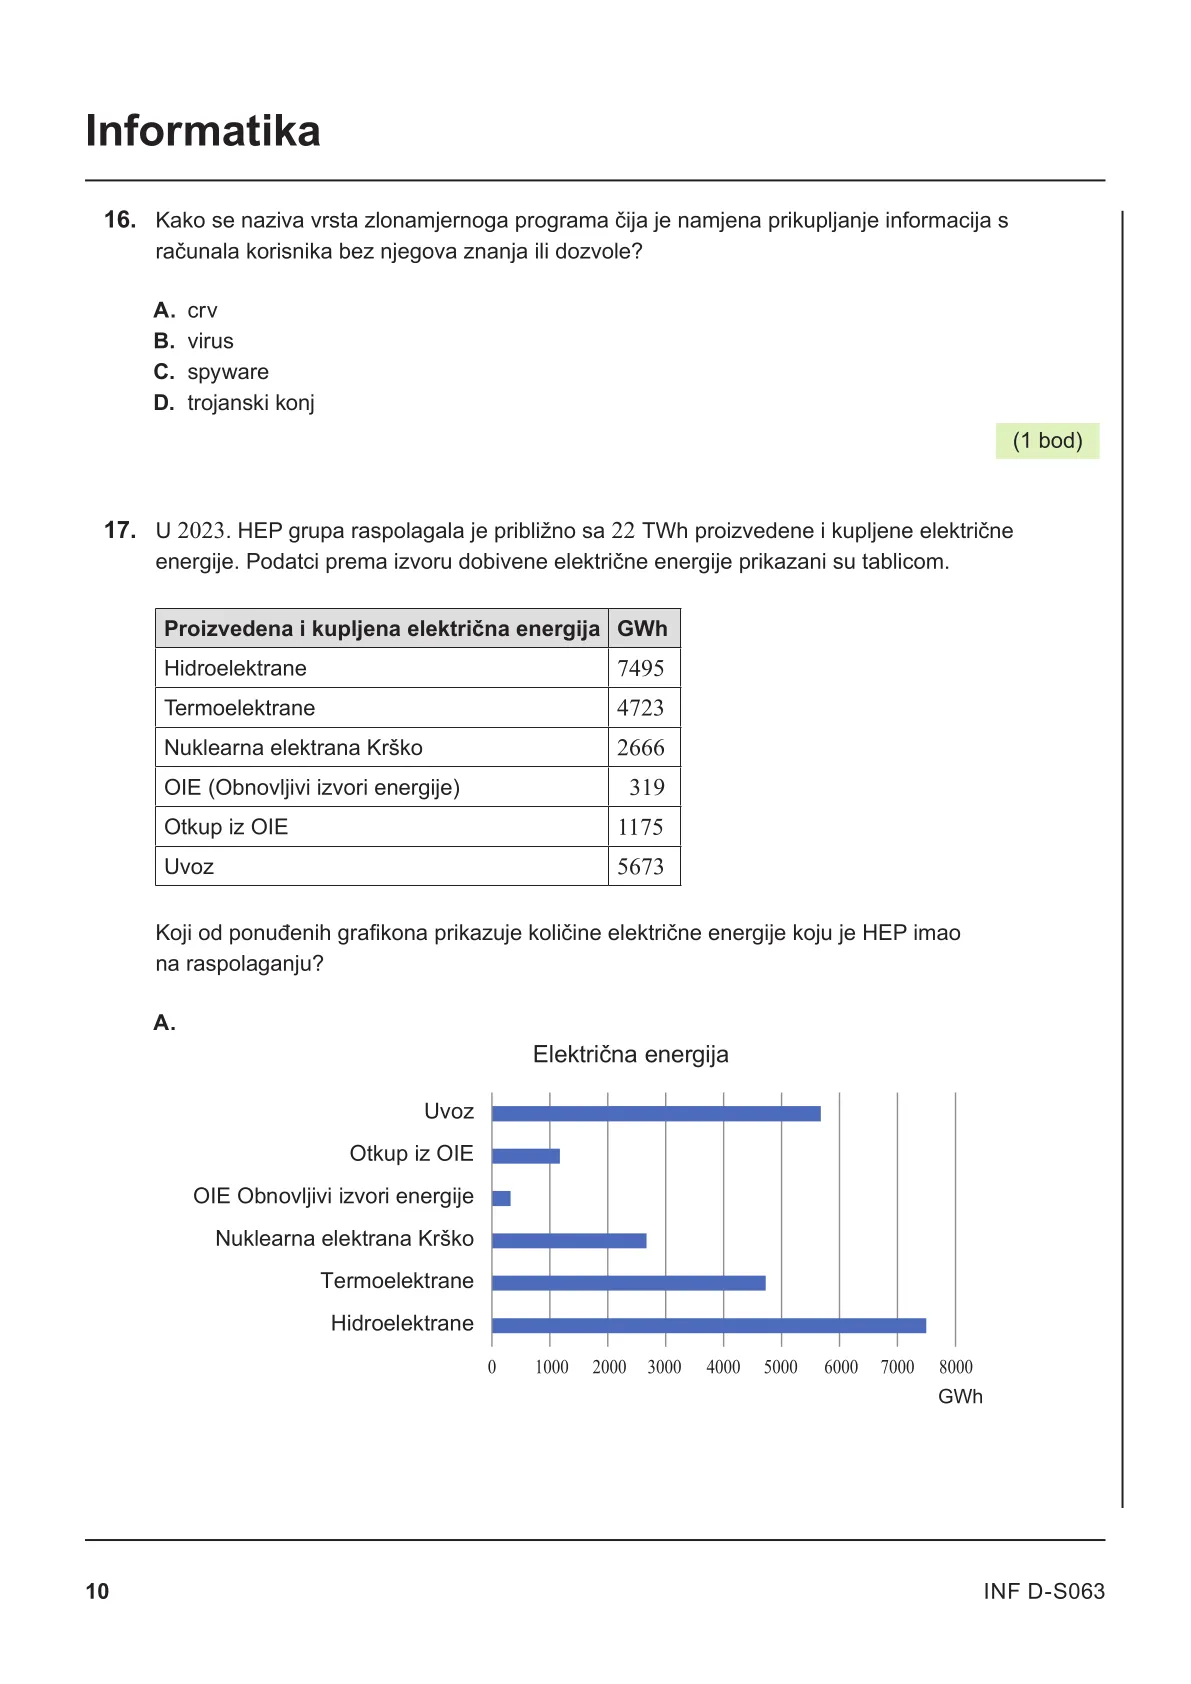 Informatika
16. Kako se naziva vrsta zlonamjernoga programa čija je namjena prikupljanje informacija s
računala korisnika bez njegova znanja ili dozvole?
A. crv
B. virus
C. spyware
D. trojanski konj
(1 bod)
17. U 2023. HEP grupa raspolagala je približno sa 22 TWh proizvedene i kupljene električne
energije. Podatci prema izvoru dobivene električne energije prikazani su tablicom.
Proizvedena i kupljena električna energija GWh
Hidroelektrane 7495
Termoelektrane 4723
Nuklearna elektrana Krško 2666
OIE (Obnovljivi izvori energije) 319
Otkup iz OIE 1175
Uvoz 5673
Koji od ponuđenih grafikona prikazuje količine električne energije koju je HEP imao
na raspolaganju?
A.
Električna energija
Uvoz
Otkup iz OIE
OIE Obnovljivi izvori energije
Nuklearna elektrana Krško
Termoelektrane
Hidroelektrane
0 1000 2000 3000 4000 5000 6000 7000 8000
GWh
10 INF D-S063